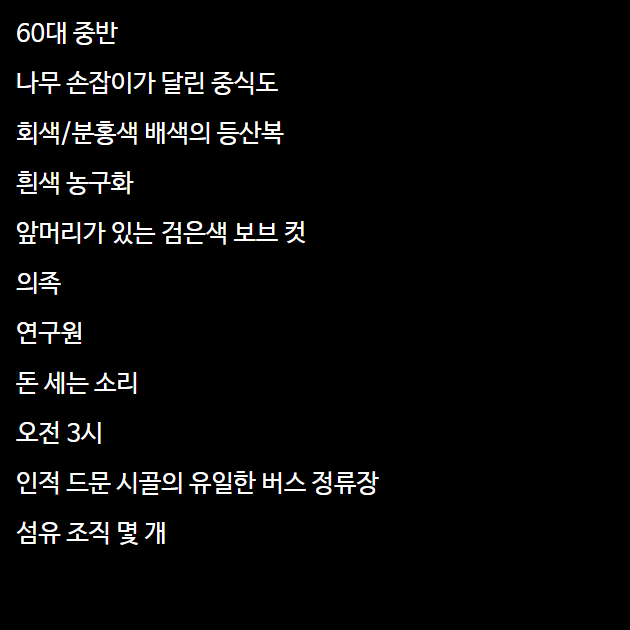 60대 중반
나무 손잡이가 달린 중식도
회색/분홍색 배색의 등산복
흰색 농구화
앞머리가 있는 검은색 보브 컷
의족
연구원
돈 세는 소리
오전 3시
인적 드문 시골의 유일한 버스 정류장
섬유 조직 몇 개